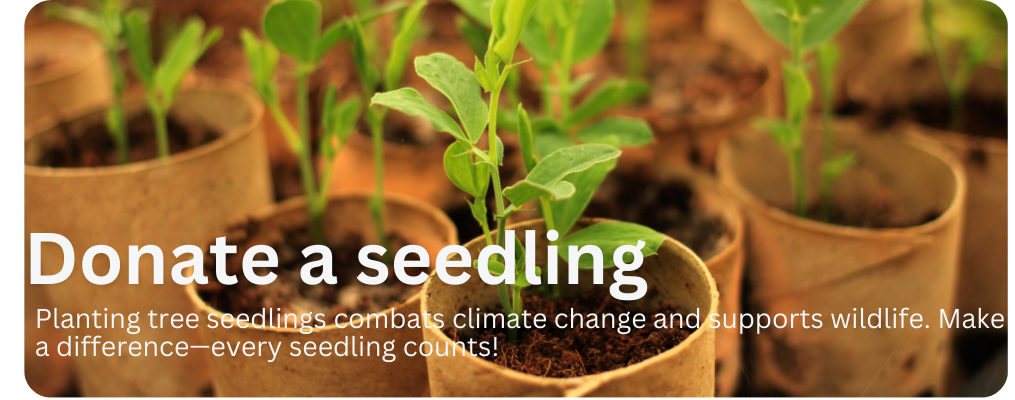 Donate a seedling
Planting tree seedlings combats climate change and supports wildlife. Make
a difference—every seedling counts!